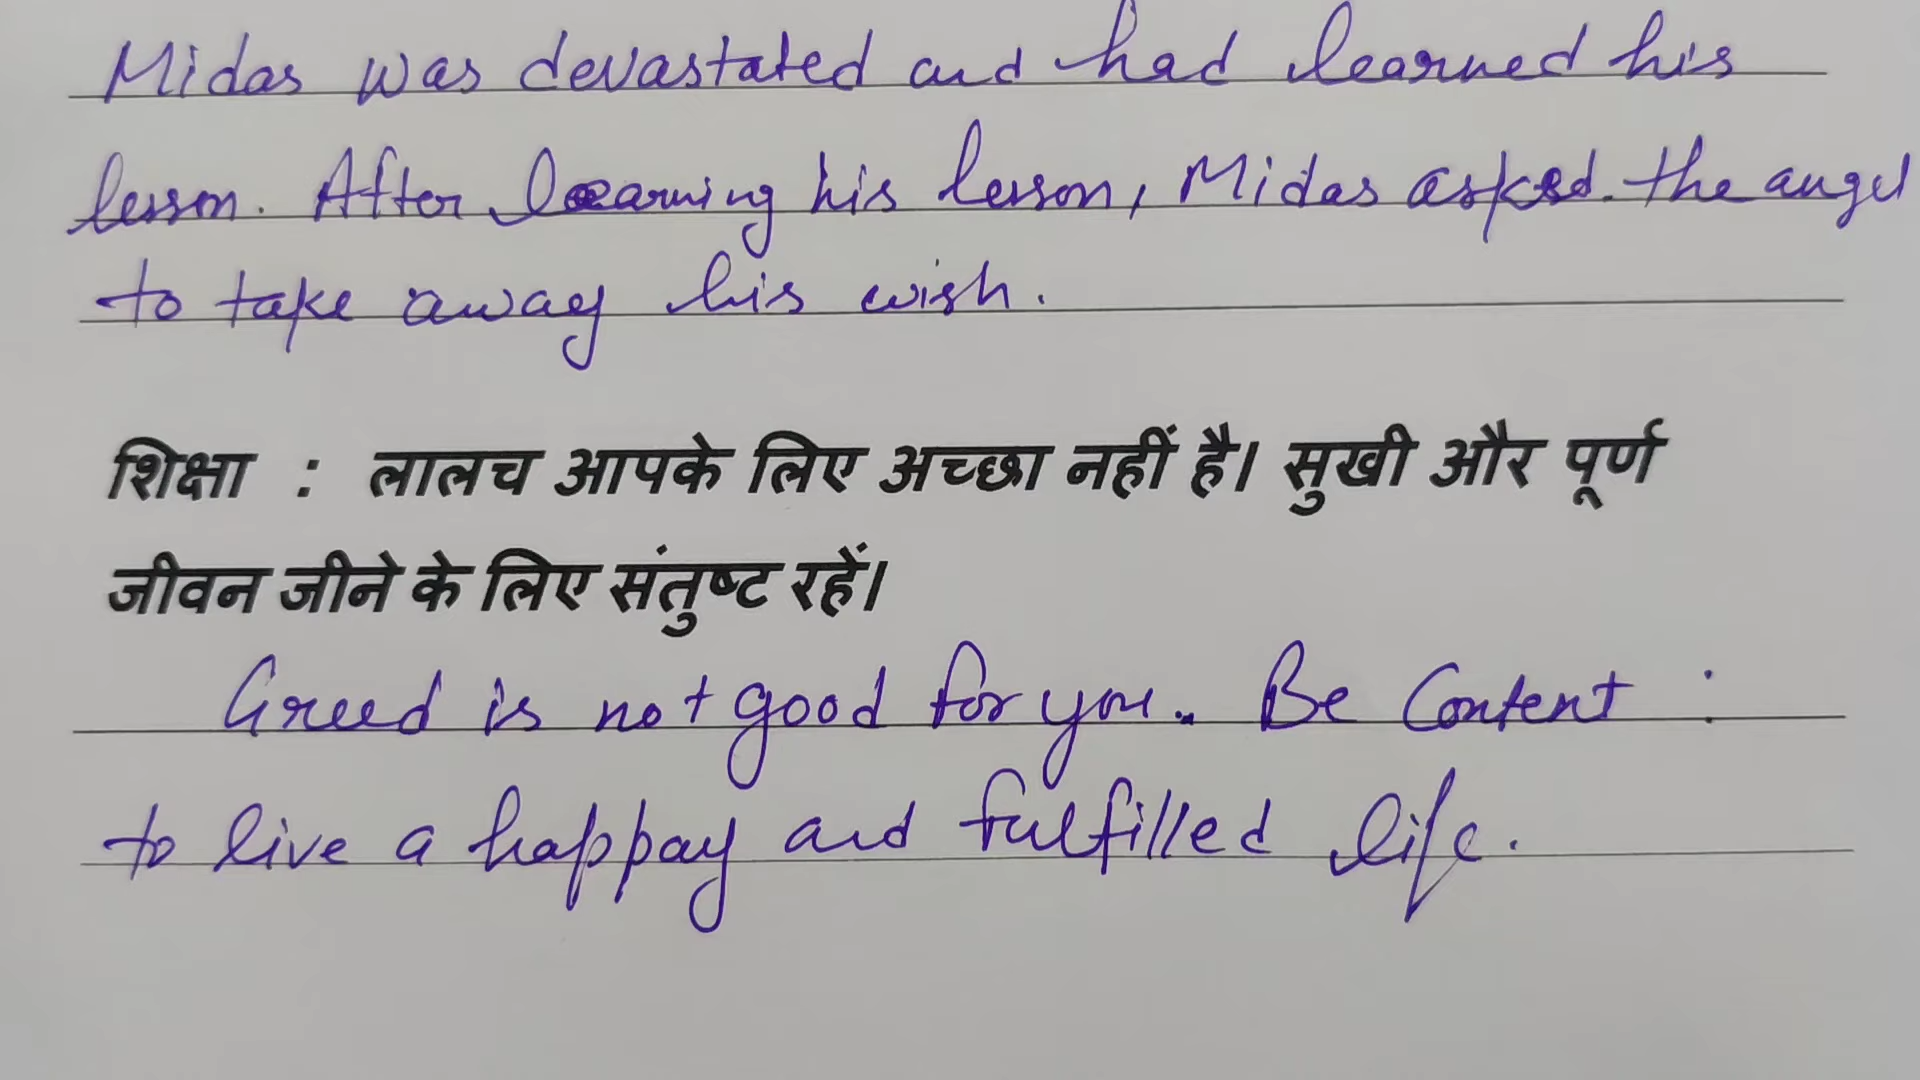 Midas was devastated and had learned his
lesson. After learning his lesson, Midas asked the angel
to take away his wish.
शिक्षा : लालच आपके लिए अच्छा नहीं है। सुखी और पूर्ण
जीवन जीने के लिए संतुष्ट रहें।
Greed is not good for you. Be Content :
to live a happay and fulfilled life.